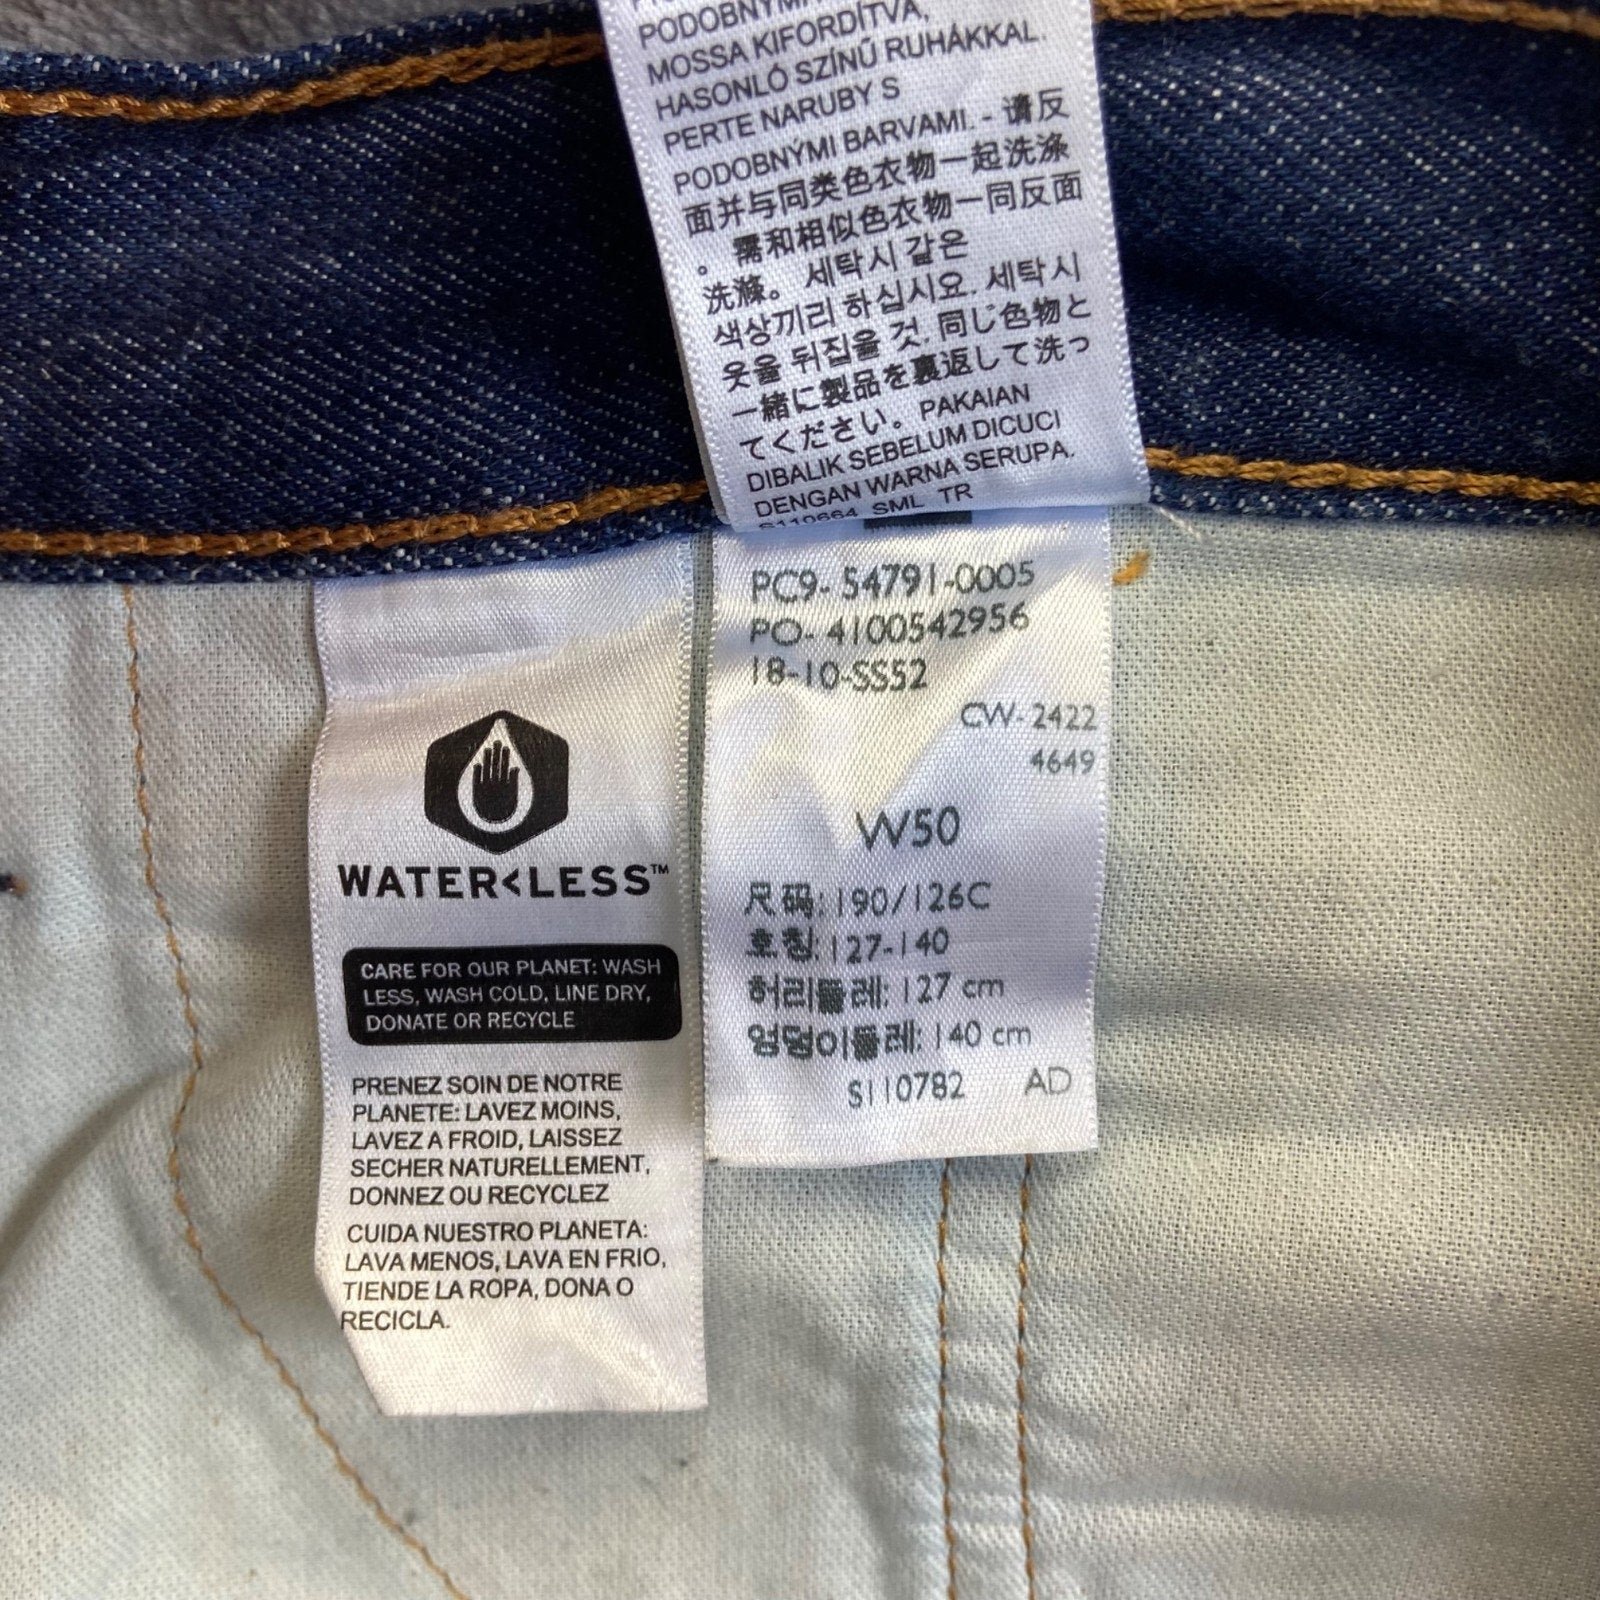 PODOBNÝMI
MOSSA KIFORDÍTVA,
HASONLÓ SZÍNŰ RUHÁKKAL.
PERTE NARUBY S
PODOBNÝMI BARVAMI. - 请反
面并与同类色衣物一起洗涤
。需和相似色衣物一同反面
洗滌。 세탁시 같은
색상끼리 하십시요. 세탁시
옷을 뒤집을 것. 同じ色物と
一緒に製品を裏返して洗っ
てください。 PAKAIAN
DIBALIK SEBELUM DICUCI
DENGAN WARNA SERUPA.
S110664 SML TR
WATER<LESS™
CARE FOR OUR PLANET: WASH
LESS, WASH COLD, LINE DRY,
DONATE OR RECYCLE
PRENEZ SOIN DE NOTRE
PLANETE: LAVEZ MOINS,
LAVEZ A FROID, LAISSEZ
SECHER NATURELLEMENT,
DONNEZ OU RECYCLEZ
CUIDA NUESTRO PLANETA:
LAVA MENOS, LAVA EN FRIO,
TIENDE LA ROPA, DONA O
RECICLA.
PC9- 54791-0005
PO- 4100542956
18-10-SS52
CW- 2422
4649
W50
尺码: 190/126C
호칭: 127-140
허리둘레: 127 cm
엉덩이둘레: 140 cm
S110782 AD